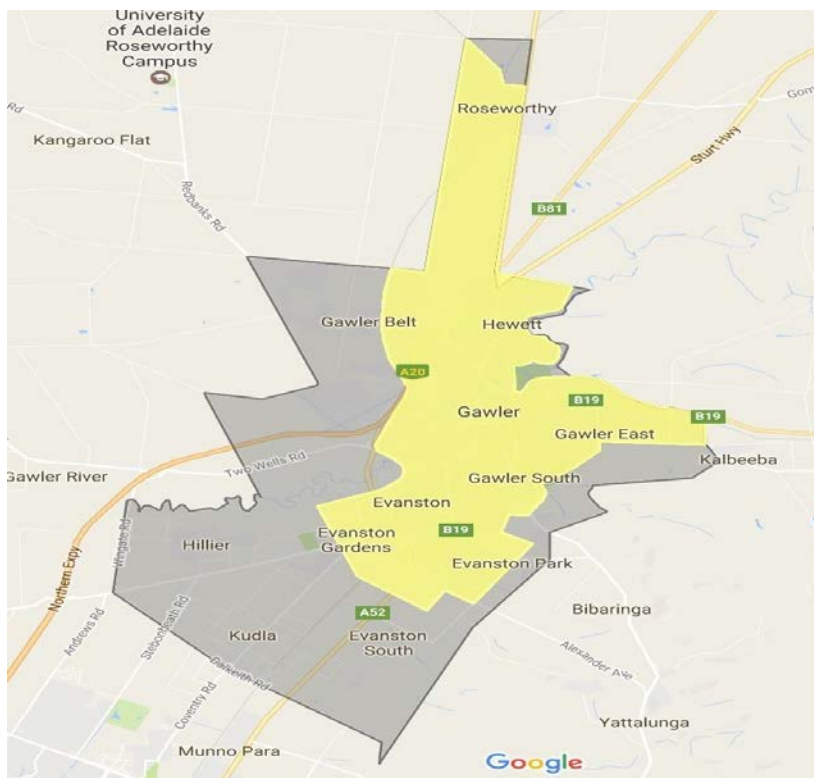 University
of Adelaide
Roseworthy
Campus
Roseworthy
Rd
Kangaroo Flat
Sturt Hwy
Redbanks Rd
B81
Gawler Belt
Hewett
A20
Gawler
B19
B19
Gawler East
Two Wells Rd
Kalbeeba
Gawler River
Gawler South
Evanston
Wingate Rd
B19
Evanston
Gardens
Hillier
Northern Expy
Evanston Park
A52
Bibaringa
Andrews Rd
Stebonheath Rd
Kudla
Evanston
South
Alexander Ave
Dalkeith Rd
Coventry Rd
Yattalunga
Munno Para
Google